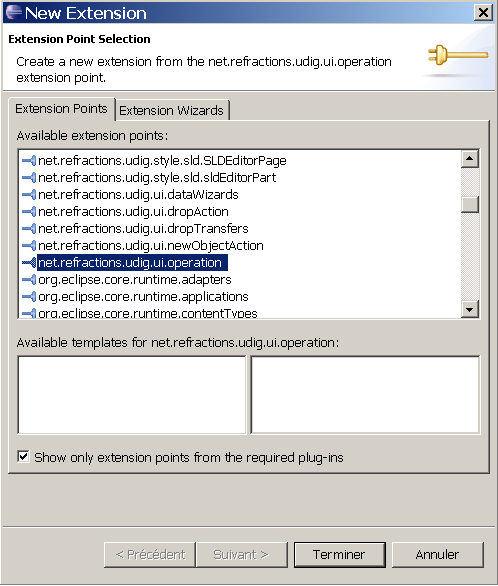 New Extension
Extension Point Selection
Create a new extension from the net.refractions.udig.ui.operation
extension point.
Extension Points
Extension Wizards
Available extension points:
net.refractions.udig.style.sld.SLDEditorPage
net.refractions.udig.style.sld.sldEditorPart
net.refractions.udig.ui.dataWizards
net.refractions.udig.ui.dropAction
net.refractions.udig.ui.dropTransfers
net.refractions.udig.ui.newObjectAction
net.refractions.udig.ui.operation
org.eclipse.core.runtime.adapters
org.eclipse.core.runtime.applications
org.eclipse.core.runtime.contentTypes
Available templates for net.refractions.udig.ui.operation:
Show only extension points from the required plug-ins
< Précédent
Suivant >
Terminer
Annuler